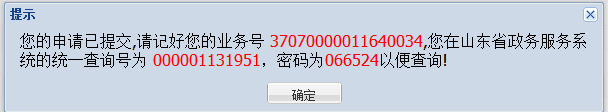 提示
您的申请已提交,请记好您的业务号 37070000011640034,您在山东省政务服务系
统的统一查询号为 000001131951，密码为066524以便查询!
确定